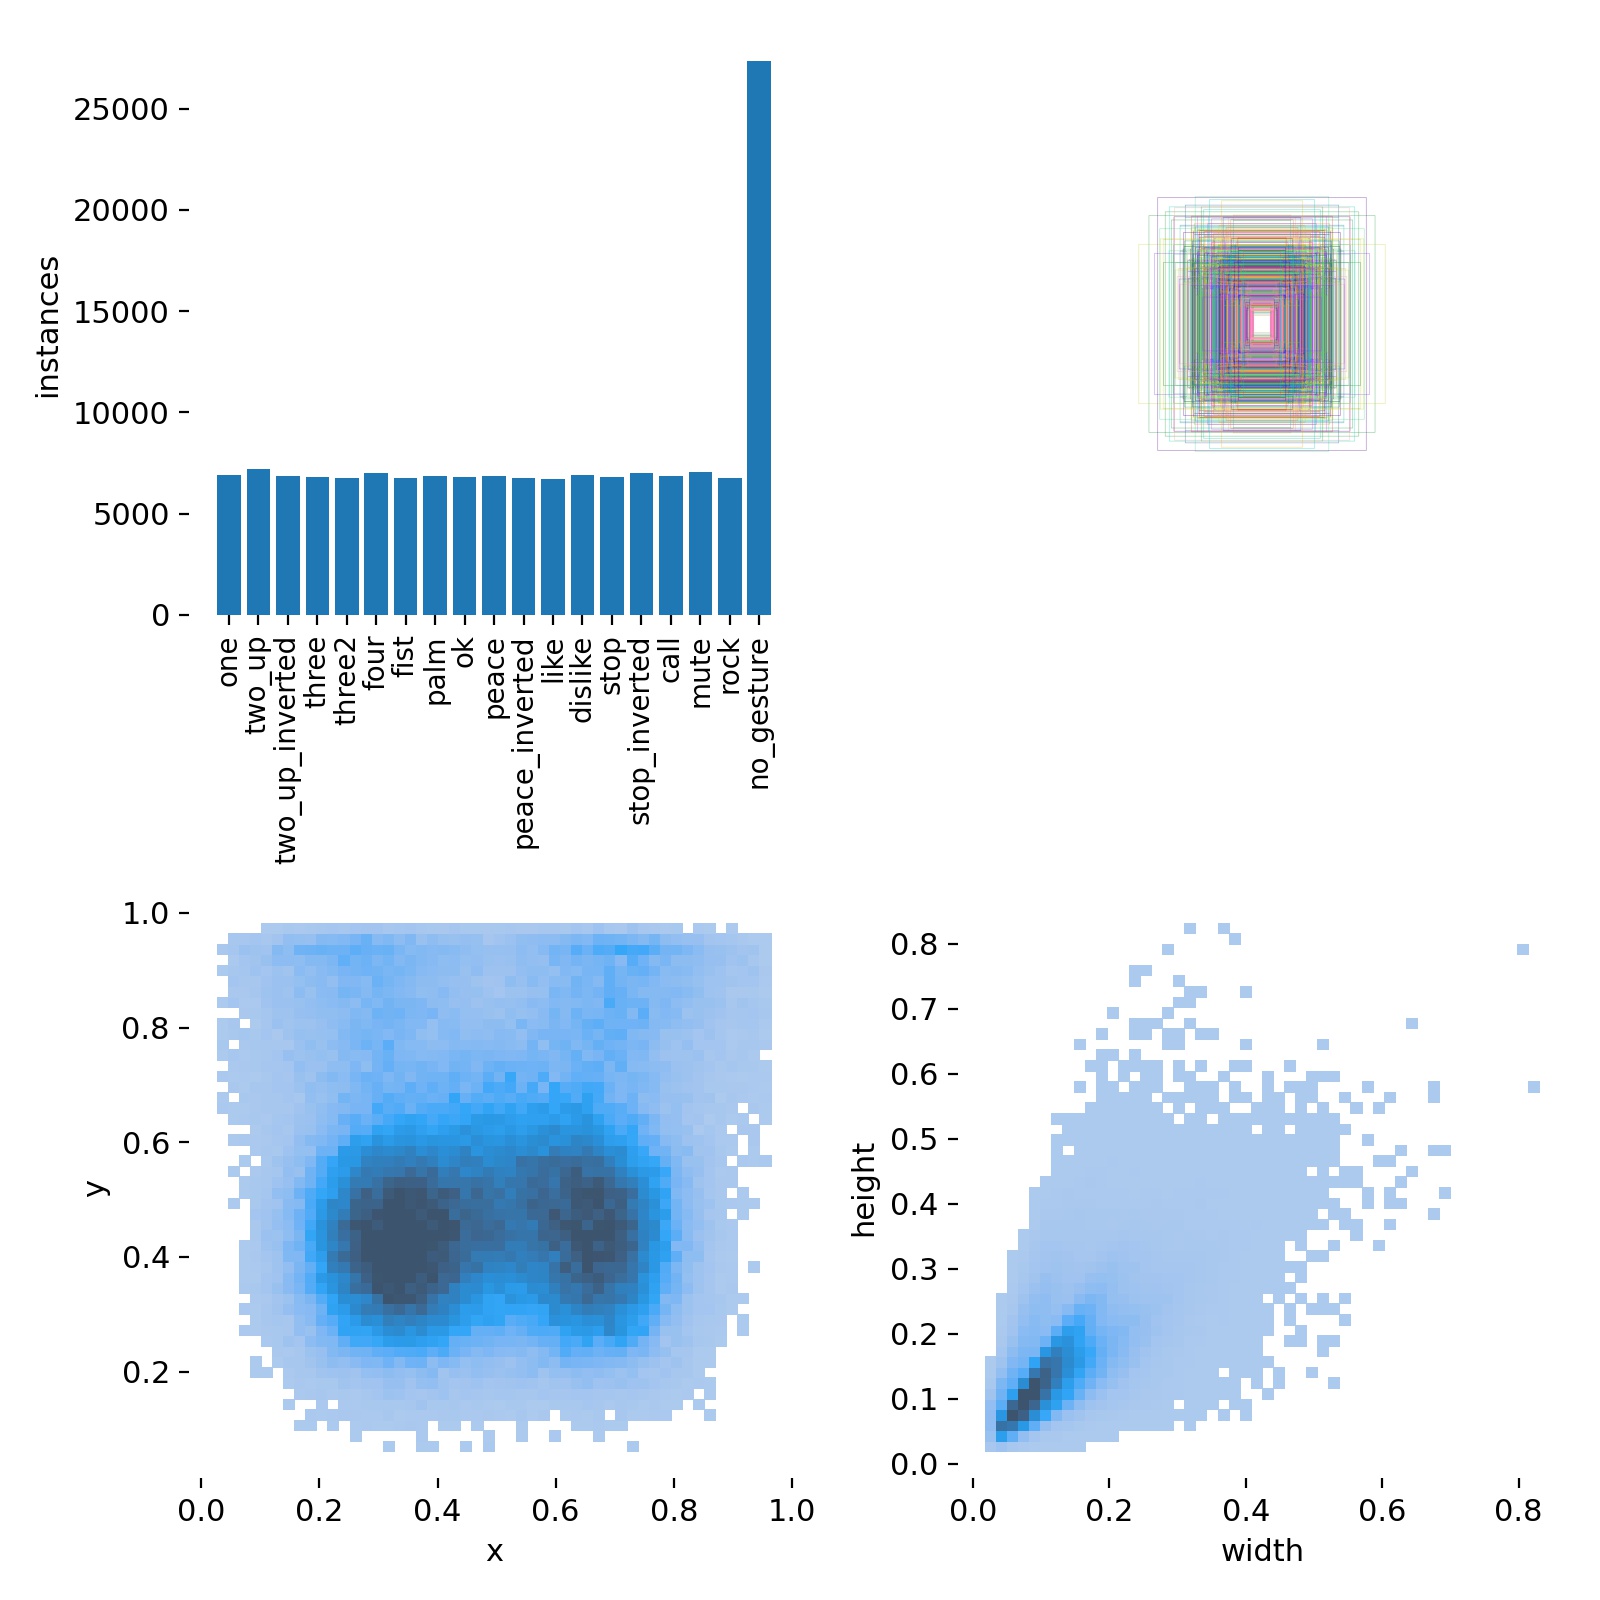 25000
20000
15000
10000
5000
0
instances
one
two_up
two_up_inverted
three
three2
four
fist
palm
ok
peace
peace_inverted
like
dislike
stop
stop_inverted
call
mute
rock
no_gesture
1.0
0.8
0.6
0.4
0.2
y
0.0 0.2 0.4 0.6 0.8 1.0
x
0.8
0.7
0.6
0.5
0.4
0.3
0.2
0.1
0.0
height
0.0 0.2 0.4 0.6 0.8
width